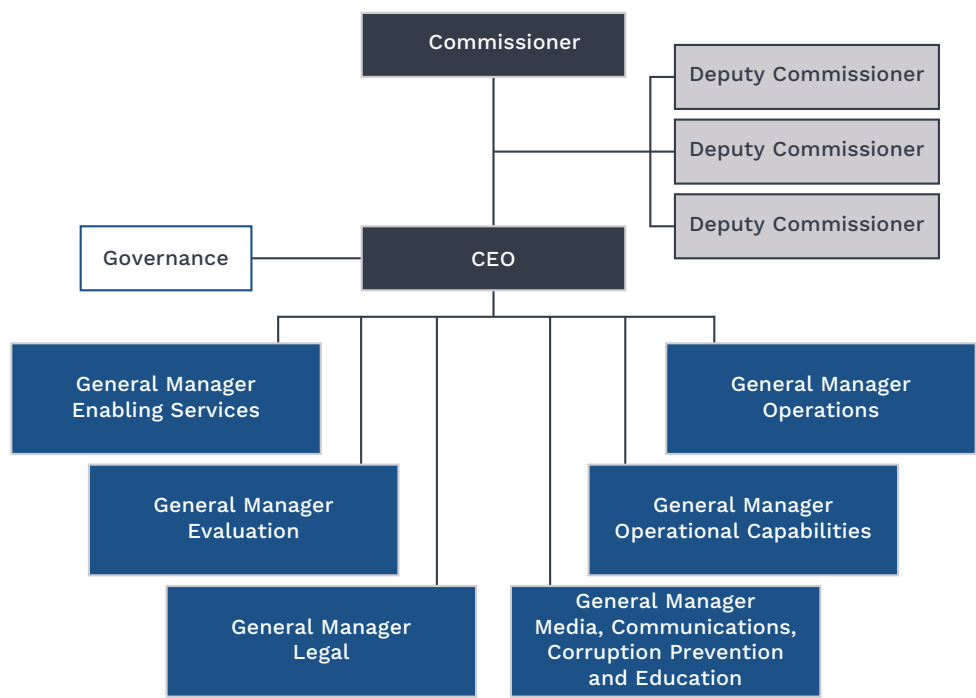 Commissioner
Deputy Commissioner
Deputy Commissioner
Deputy Commissioner
Governance
CEO
General Manager
Enabling Services
General Manager
Operations
General Manager
Evaluation
General Manager
Operational Capabilities
General Manager
Legal
General Manager
Media, Communications,
Corruption Prevention
and Education